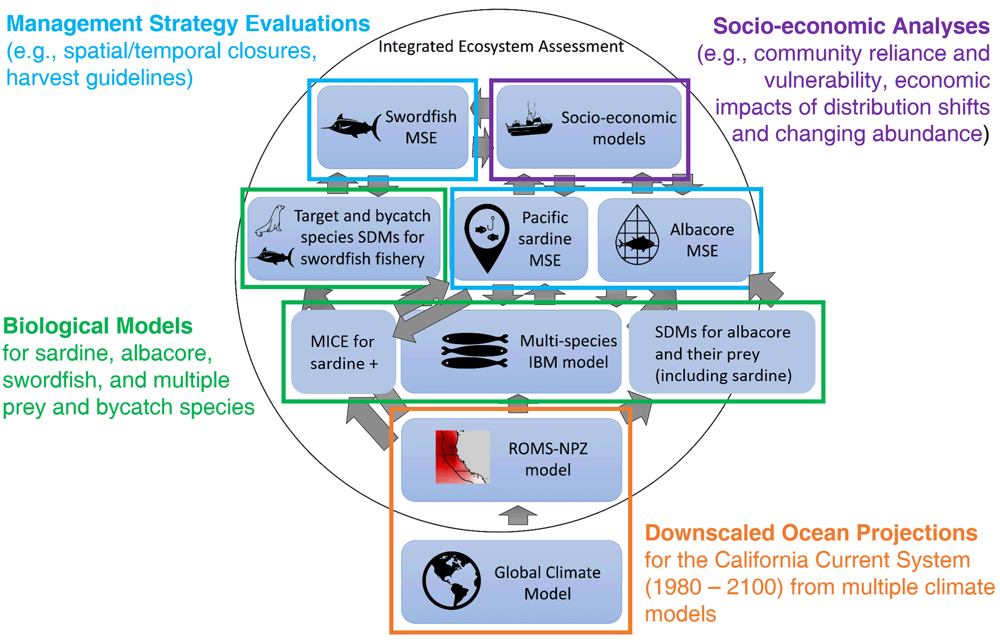 Management Strategy Evaluations
(e.g., spatial/temporal closures,
harvest guidelines)
Socio-economic Analyses
(e.g., community reliance and
vulnerability, economic
impacts of distribution shifts
and changing abundance)
Integrated Ecosystem Assessment
Swordfish
MSE
Socio-economic
models
Target and bycatch
species SDMs for
swordfish fishery
Pacific
sardine
MSE
Albacore
MSE
Biological Models
for sardine, albacore,
swordfish, and multiple
prey and bycatch species
MICE for
sardine +
Multi-species
IBM model
SDMs for albacore
and their prey
(including sardine)
ROMS-NPZ
model
Global Climate
Model
Downscaled Ocean Projections
for the California Current System
(1980 – 2100) from multiple climate
models